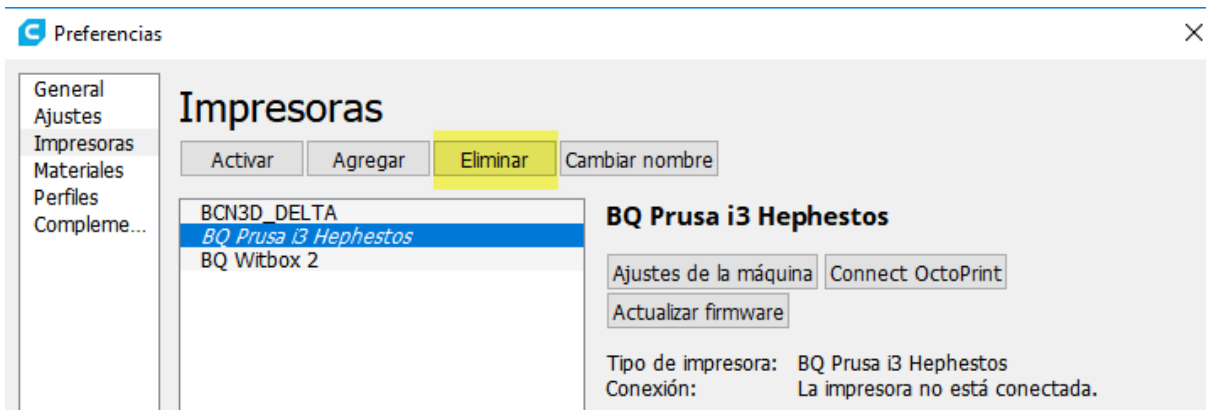 Preferencias
General
Ajustes
Impresoras
Materiales
Perfiles
Compleme...
Impresoras
Activar Agregar Eliminar Cambiar nombre
BCN3D_DELTA
BQ Prusa i3 Hephestos
BQ Witbox 2
BQ Prusa i3 Hephestos
Ajustes de la máquina Connect OctoPrint
Actualizar firmware
Tipo de impresora: BQ Prusa i3 Hephestos
Conexión: La impresora no está conectada.